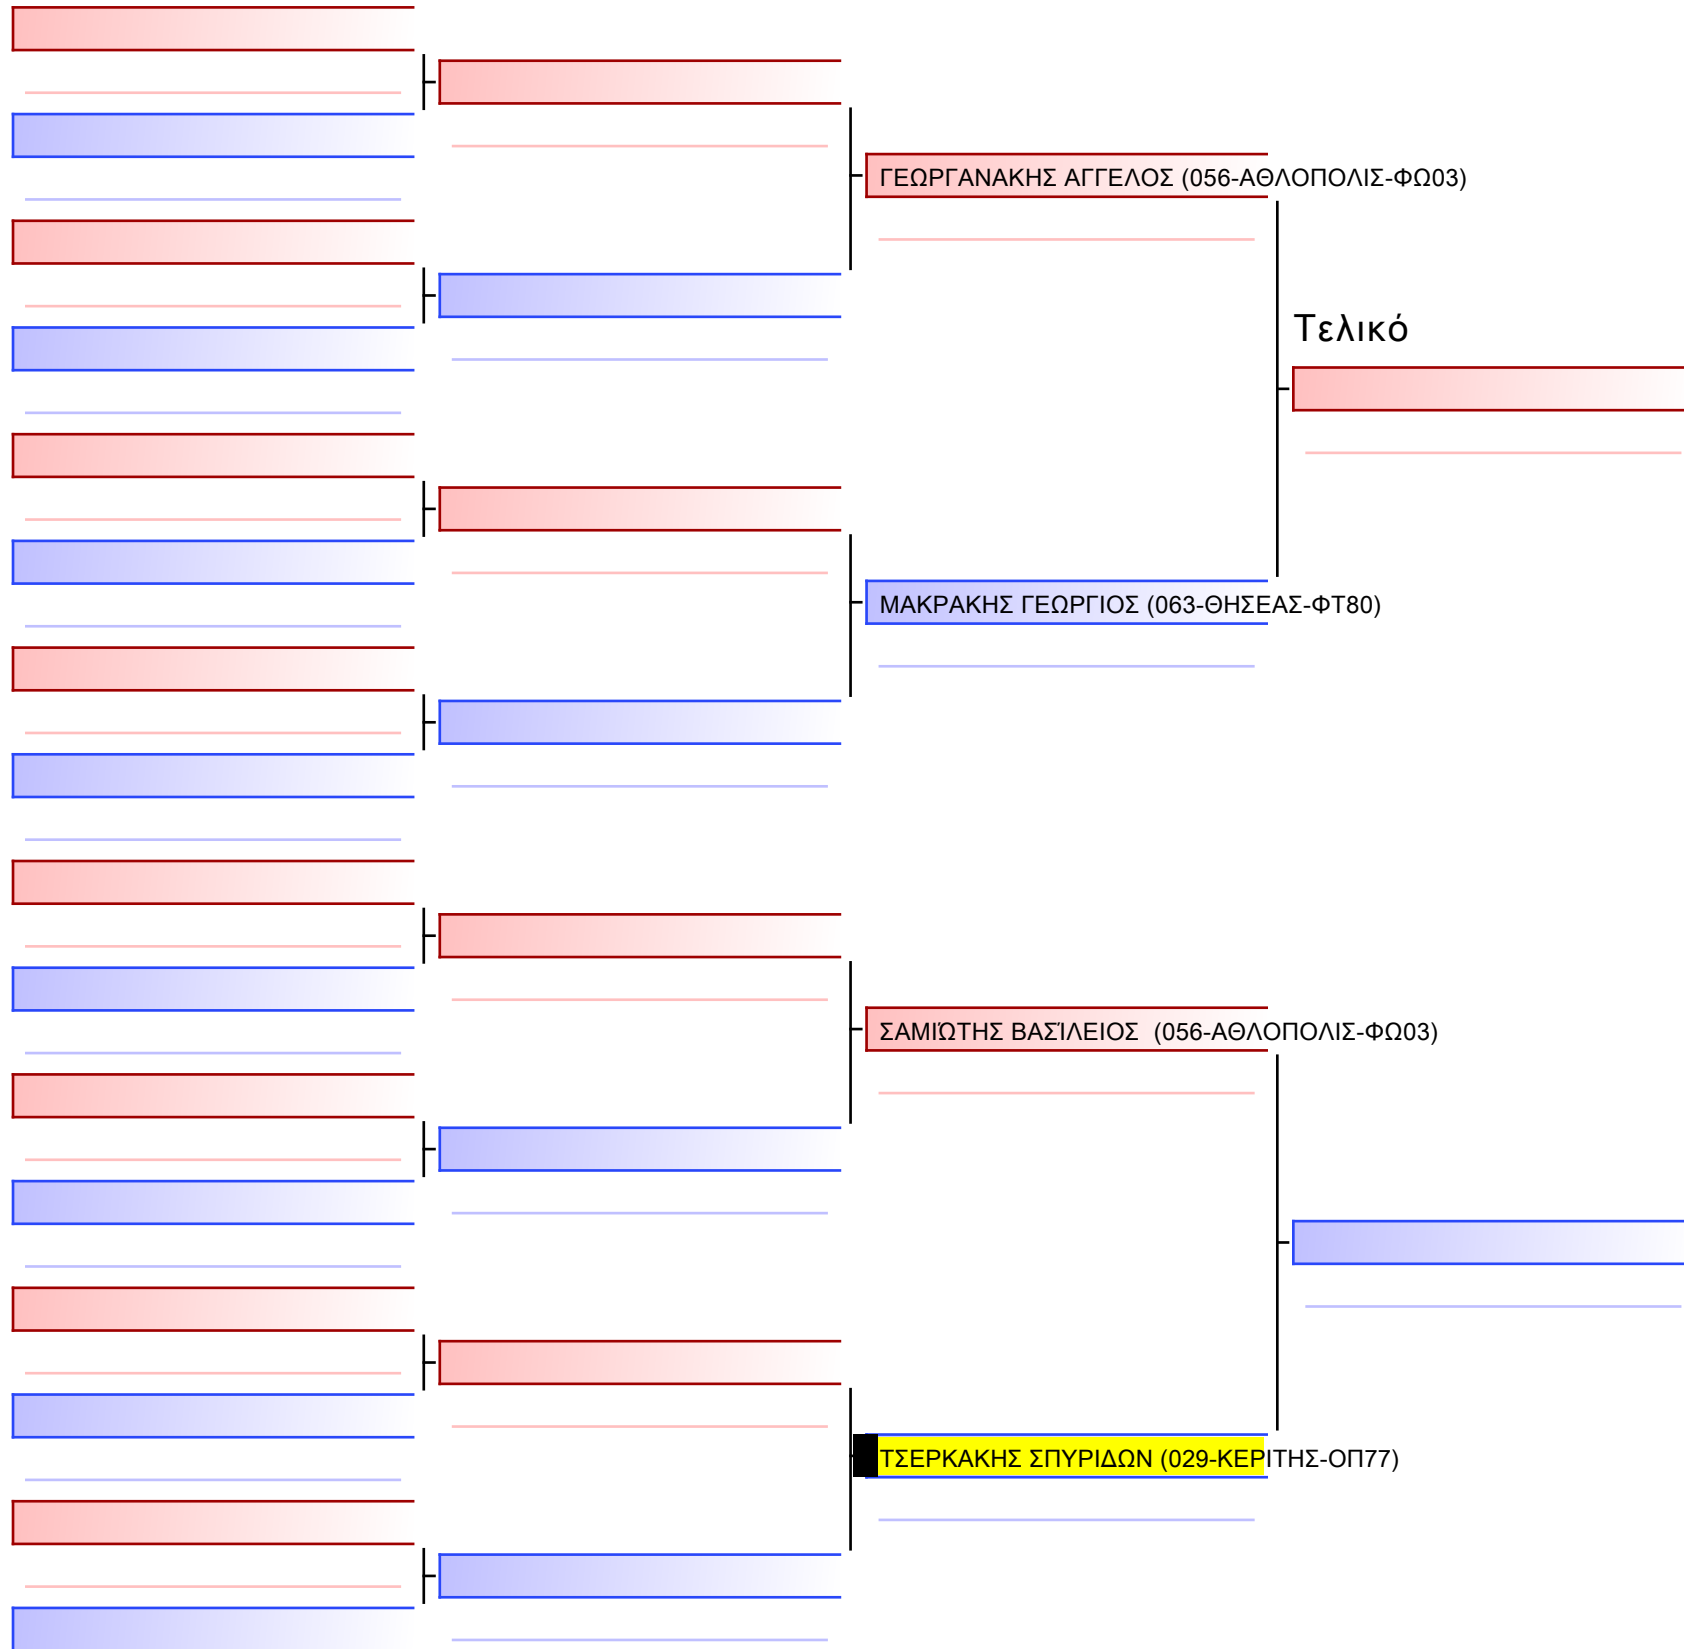 ΓΕΩΡΓΑΝΑΚΗΣ ΑΓΓΕΛΟΣ (056-ΑΘΛΟΠΟΛΙΣ-ΦΩ03)
Τελικό
ΜΑΚΡΑΚΗΣ ΓΕΩΡΓΙΟΣ (063-ΘΗΣΕΑΣ-ΦΤ80)
ΣΑΜΙΏΤΗΣ ΒΑΣΊΛΕΙΟΣ (056-ΑΘΛΟΠΟΛΙΣ-ΦΩ03)
ΤΣΕΡΚΑΚΗΣ ΣΠΥΡΙΔΩΝ (029-ΚΕΡΙΤΗΣ-ΟΠ77)